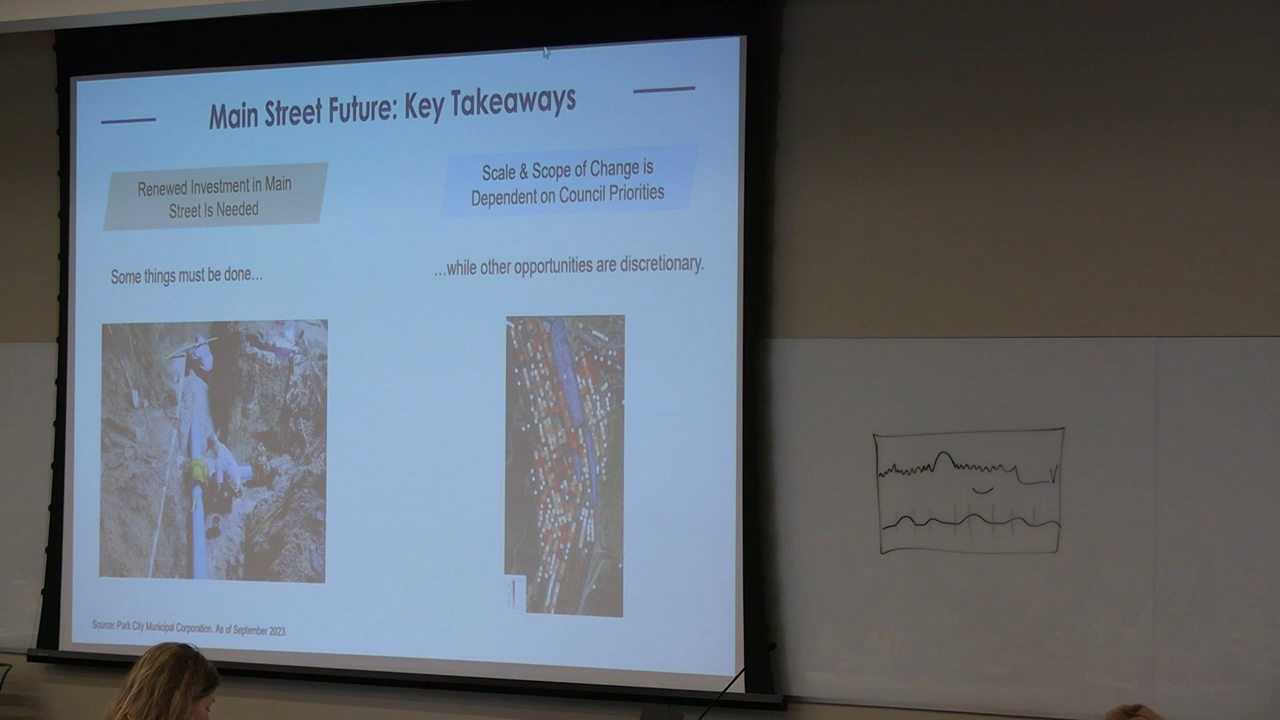 Main Street Future: Key Takeaways
Renewed Investment in Main
Street Is Needed
Scale & Scope of Change is
Dependent on Council Priorities
Some things must be done…
…while other opportunities are discretionary.
Source: Park City Municipal Corporation. As of September 2023.